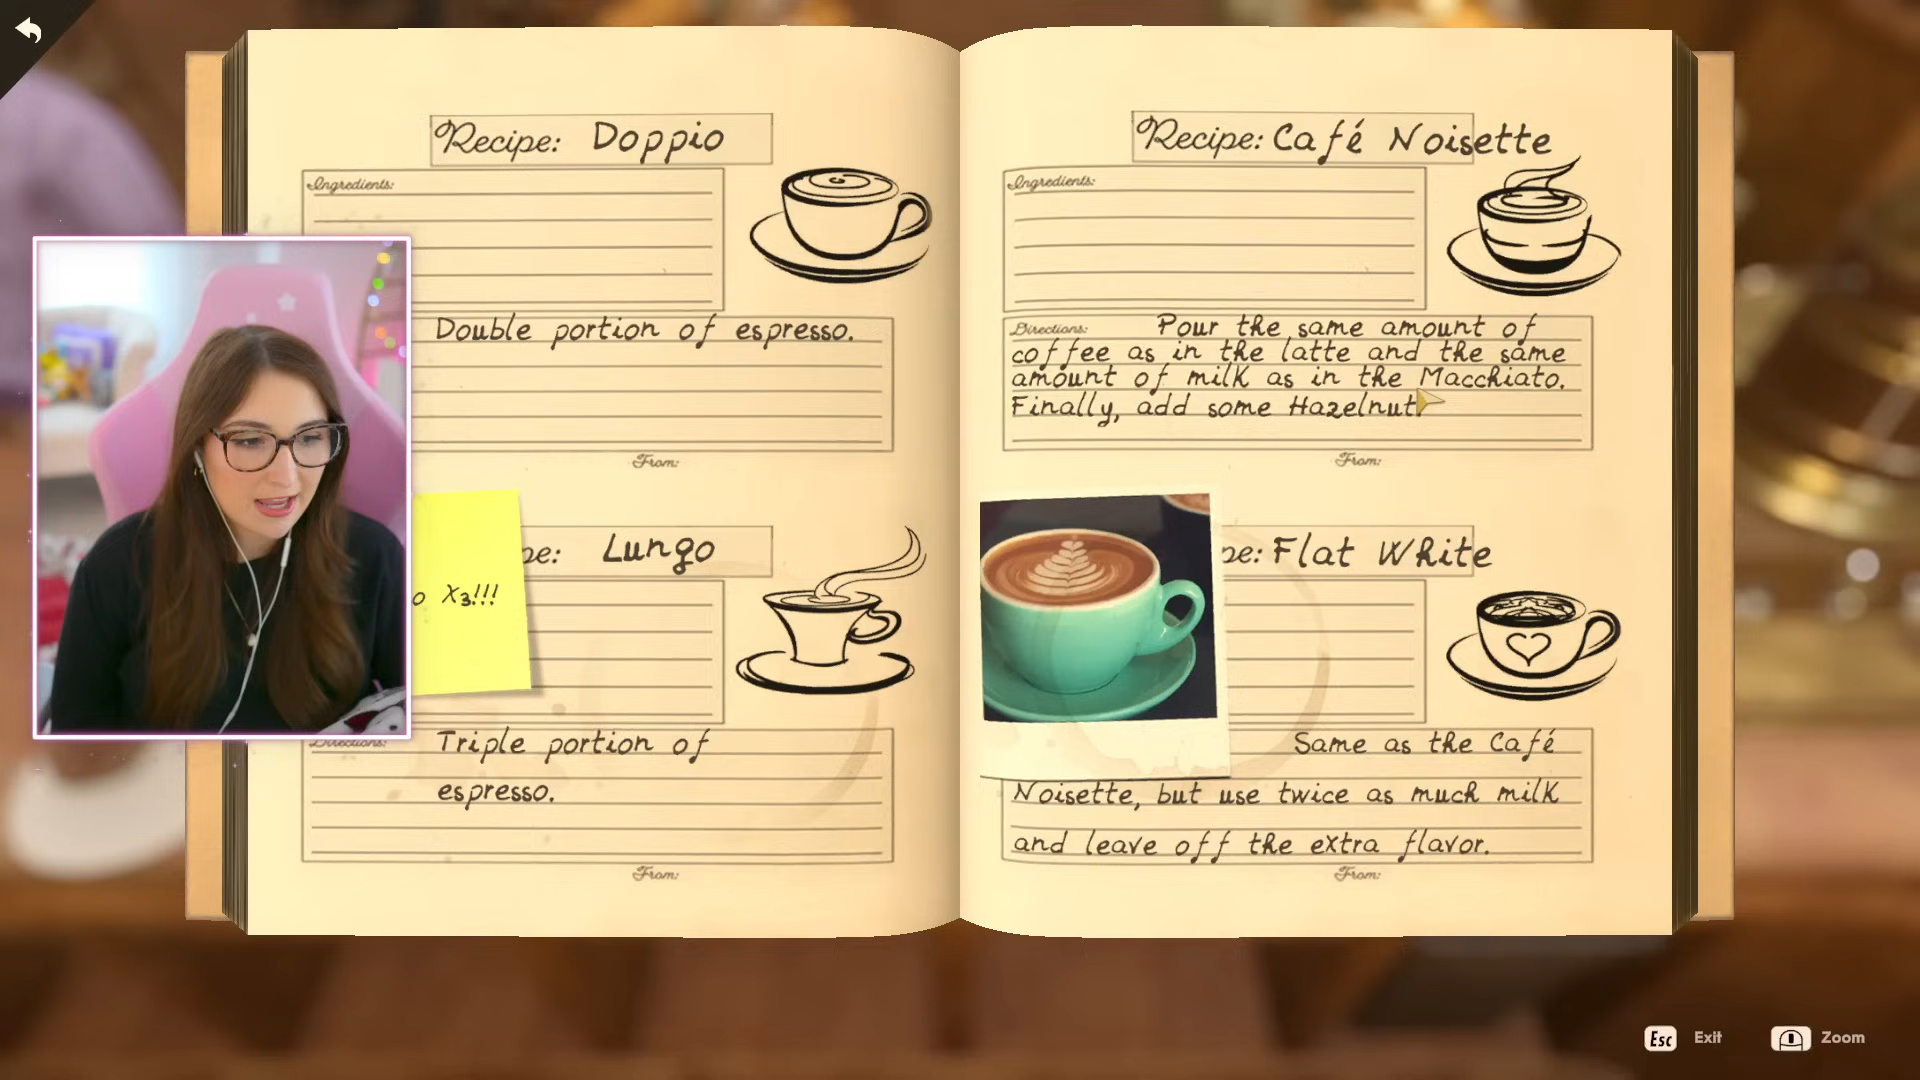 Recipe: Doppio
Ingredients:
Double portion of espresso.
From:
o X3!!!
pe: Lungo
Directions:
Triple portion of
espresso.
From:
Recipe: Café Noisette
Ingredients:
Directions: Pour the same amount of
coffee as in the latte and the same
amount of milk as in the Macchiato.
Finally, add some Hazelnut.
From:
pe: Flat White
Same as the Café
Noisette, but use twice as much milk
and leave off the extra flavor.
From:
Esc Exit Zoom